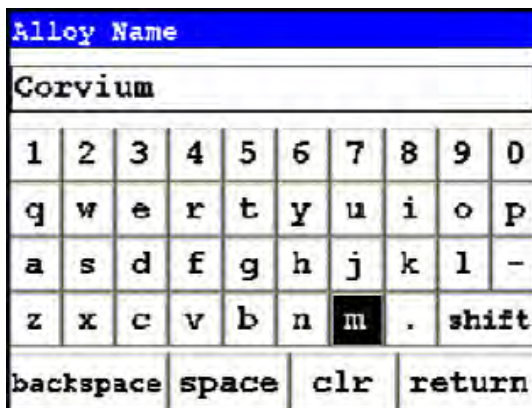 Alloy Name
Corvium
1 2 3 4 5 6 7 8 9 0
q w e r t y u i o p
a s d f g h j k l -
z x c v b n m . shift
backspace space clr return